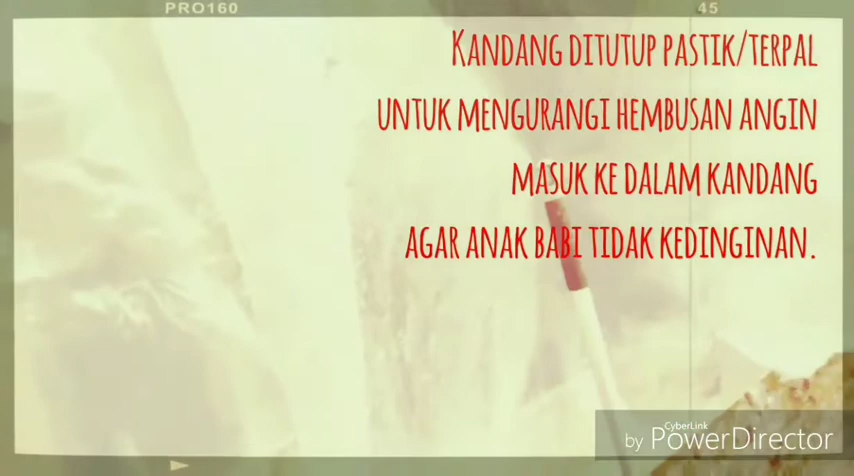 PRO160 45
KANDANG DITUTUP PASTIK/TERPAL
UNTUK MENGURANGI HEMBUSAN ANGIN
MASUK KE DALAM KANDANG
AGAR ANAK BABI TIDAK KEDINGINAN.
CyberLink
by PowerDirector